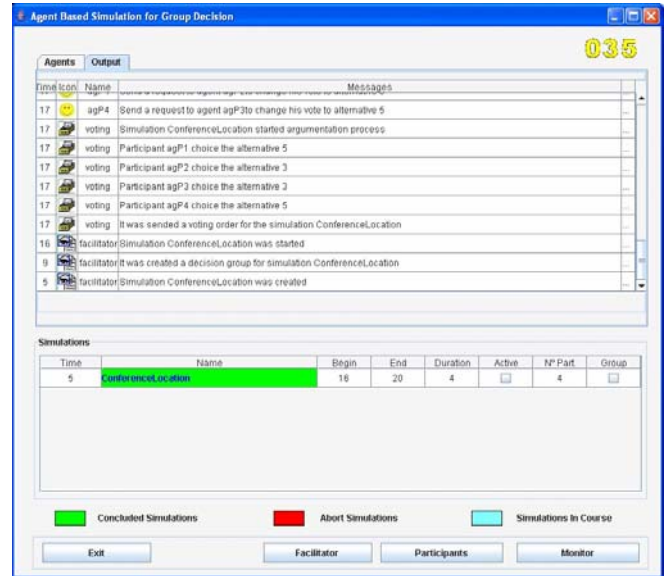 Agent Based Simulation for Group Decision
035
Agents Output
Time Icon Name Messages
17 agP4 Send a request to agent agP3to change his vote to alternative 5
17 voting Simulation ConferenceLocation started argumentation process
17 voting Participant agP1 choice the alternative 5
17 voting Participant agP2 choice the alternative 3
17 voting Participant agP3 choice the alternative 3
17 voting Participant agP4 choice the alternative 5
17 voting It was sended a voting order for the simulation ConferenceLocation
16 facilitator Simulation ConferenceLocation was started
9 facilitator It was created a decision group for simulation ConferenceLocation
5 facilitator Simulation ConferenceLocation was created
Simulations
Time Name Begin End Duration Active Nº Part. Group
5 ConferenceLocation 16 20 4 4
Concluded Simulations Abort Simulations Simulations In Course
Exit Facilitator Participants Monitor